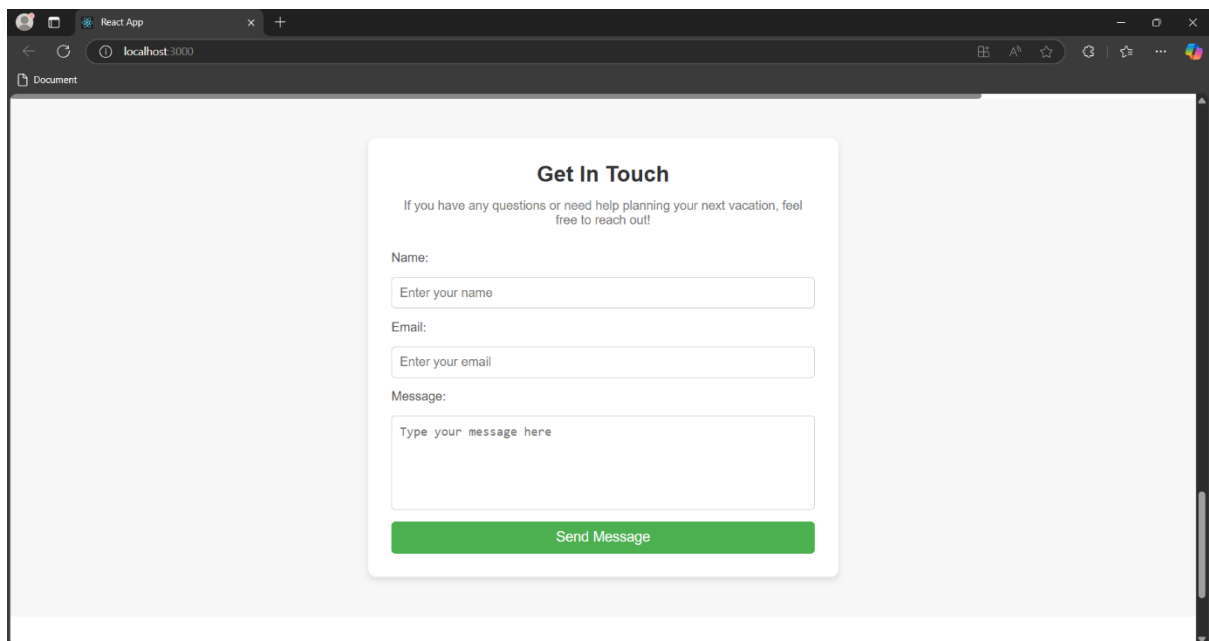 React App
localhost:3000
Document
Get In Touch
If you have any questions or need help planning your next vacation, feel
free to reach out!
Name:
Enter your name
Email:
Enter your email
Message:
Type your message here
Send Message